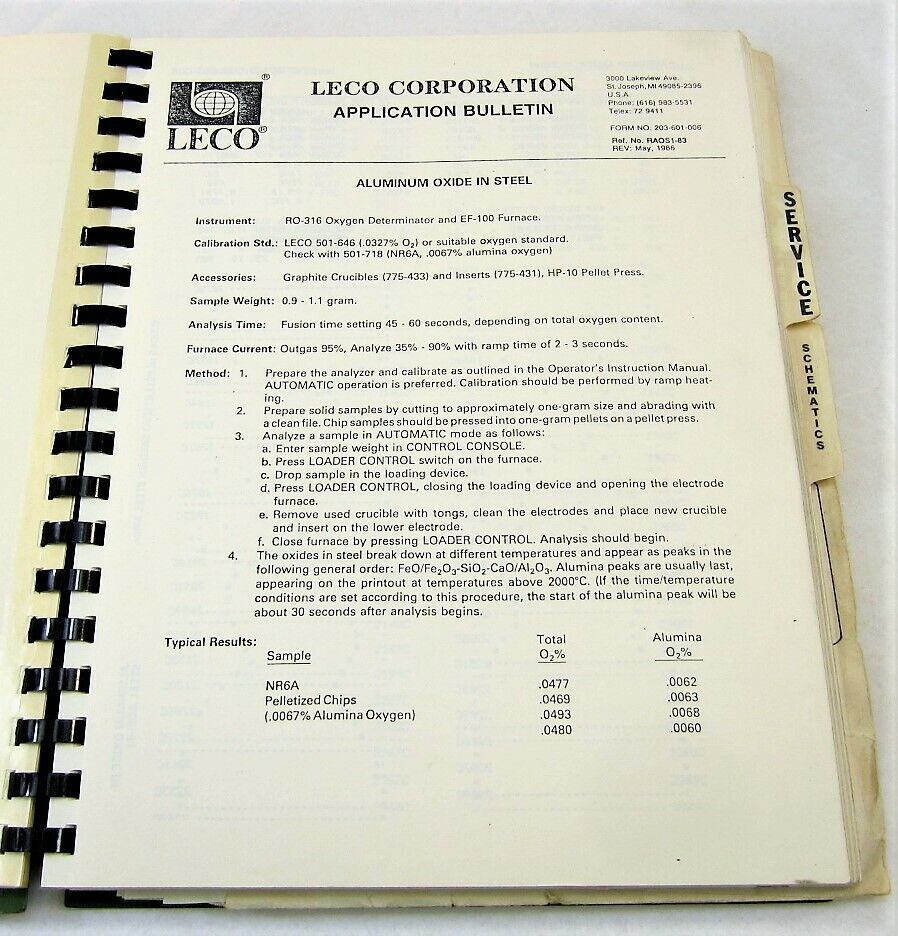 LECO®
LECO CORPORATION
APPLICATION BULLETIN
3000 Lakeview Ave.
St. Joseph, MI 49085-2396
U.S.A.
Phone: (616) 983-5531
Telex: 72 9411
FORM NO. 203-601-006
Ref. No. RAOS1-83
REV: May, 1986
ALUMINUM OXIDE IN STEEL
Instrument: RO-316 Oxygen Determinator and EF-100 Furnace.
Calibration Std.: LECO 501-646 (.0327% O₂) or suitable oxygen standard.
Check with 501-718 (NR6A, .0067% alumina oxygen)
Accessories: Graphite Crucibles (775-433) and Inserts (775-431), HP-10 Pellet Press.
Sample Weight: 0.9 - 1.1 gram.
Analysis Time: Fusion time setting 45 - 60 seconds, depending on total oxygen content.
Furnace Current: Outgas 95%, Analyze 35% - 90% with ramp time of 2 - 3 seconds.
Method: 1. Prepare the analyzer and calibrate as outlined in the Operator's Instruction Manual.
AUTOMATIC operation is preferred. Calibration should be performed by ramp heat-
ing.
2. Prepare solid samples by cutting to approximately one-gram size and abrading with
a clean file. Chip samples should be pressed into one-gram pellets on a pellet press.
3. Analyze a sample in AUTOMATIC mode as follows:
a. Enter sample weight in CONTROL CONSOLE.
b. Press LOADER CONTROL switch on the furnace.
c. Drop sample in the loading device.
d. Press LOADER CONTROL, closing the loading device and opening the electrode
furnace.
e. Remove used crucible with tongs, clean the electrodes and place new crucible
and insert on the lower electrode.
f. Close furnace by pressing LOADER CONTROL. Analysis should begin.
4. The oxides in steel break down at different temperatures and appear as peaks in the
following general order: FeO/Fe₂O₃-SiO₂-CaO/Al₂O₃. Alumina peaks are usually last,
appearing on the printout at temperatures above 2000°C. (If the time/temperature
conditions are set according to this procedure, the start of the alumina peak will be
about 30 seconds after analysis begins.
Typical Results:
Sample
Total
O₂%
Alumina
O₂%
NR6A .0477 .0062
Pelletized Chips .0469 .0063
(.0067% Alumina Oxygen) .0493 .0068
.0480 .0060
SERVICE
SCHEMATICS